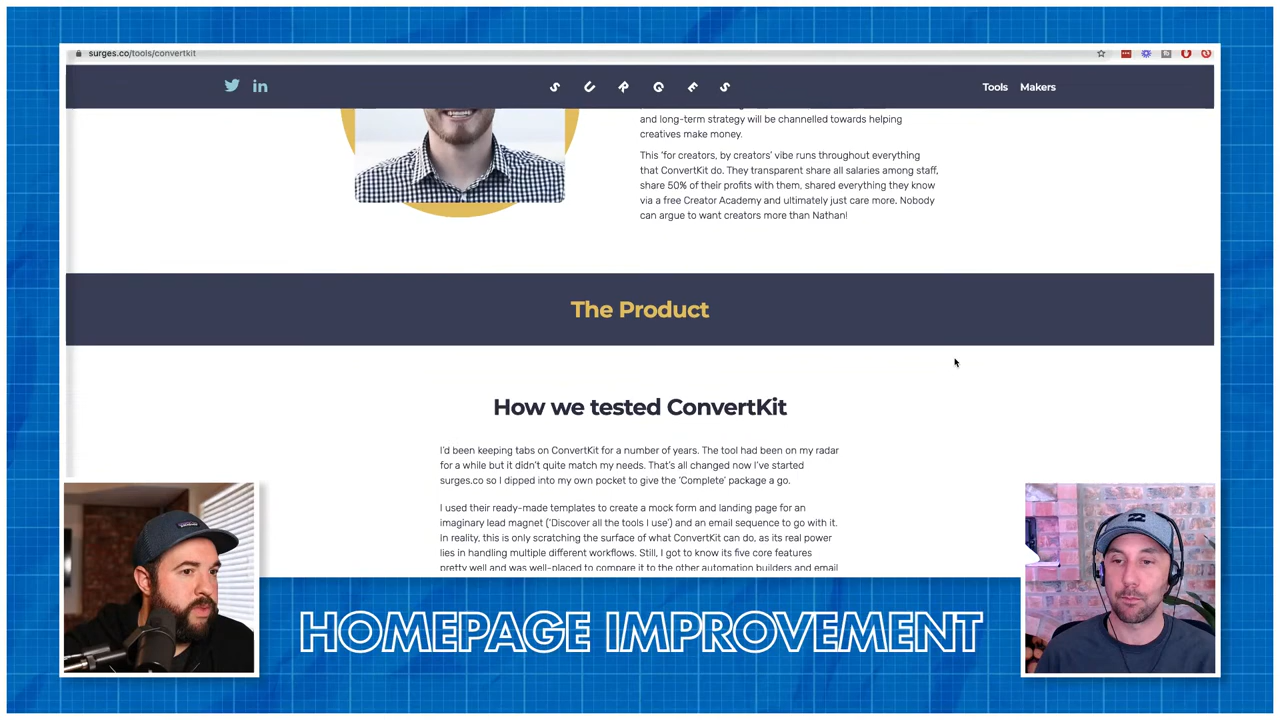 surges.co/tools/convertkit
SURGES
Tools Makers
and long-term strategy will be channelled towards helping
creatives make money.
This 'for creators, by creators' vibe runs throughout everything
that ConvertKit do. They transparent share all salaries among staff,
share 50% of their profits with them, shared everything they know
via a free Creator Academy and ultimately just care more. Nobody
can argue to want creators more than Nathan!
The Product
How we tested ConvertKit
I'd been keeping tabs on ConvertKit for a number of years. The tool had been on my radar
for a while but it didn't quite match my needs. That's all changed now I've started
surges.co so I dipped into my own pocket to give the 'Complete' package a go.
I used their ready-made templates to create a mock form and landing page for an
imaginary lead magnet ('Discover all the tools I use') and an email sequence to go with it.
In reality, this is only scratching the surface of what ConvertKit can do, as its real power
lies in handling multiple different workflows. Still, I got to know its five core features
pretty well and was well-placed to compare it to the other automation builders and email
HOMEPAGE IMPROVEMENT